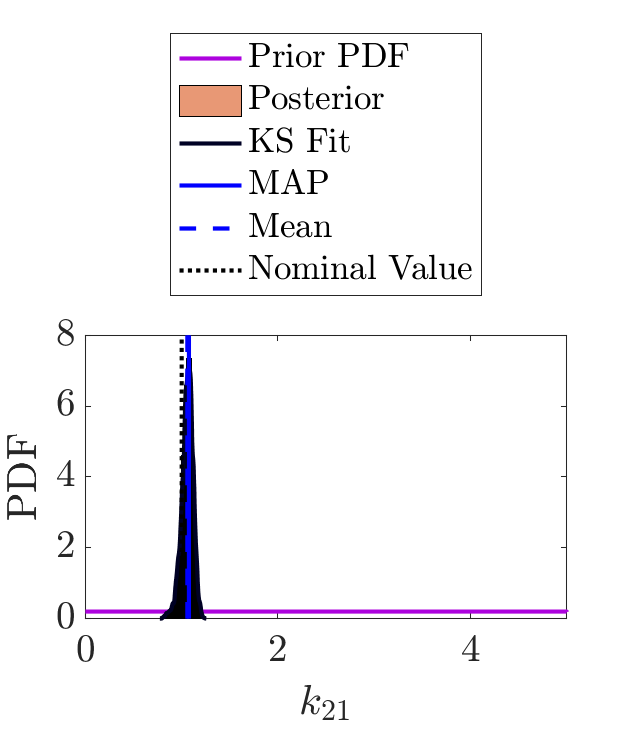 Prior PDF
Posterior
KS Fit
MAP
Mean
Nominal Value
8
6
4
2
0
PDF
0 2 4
k21